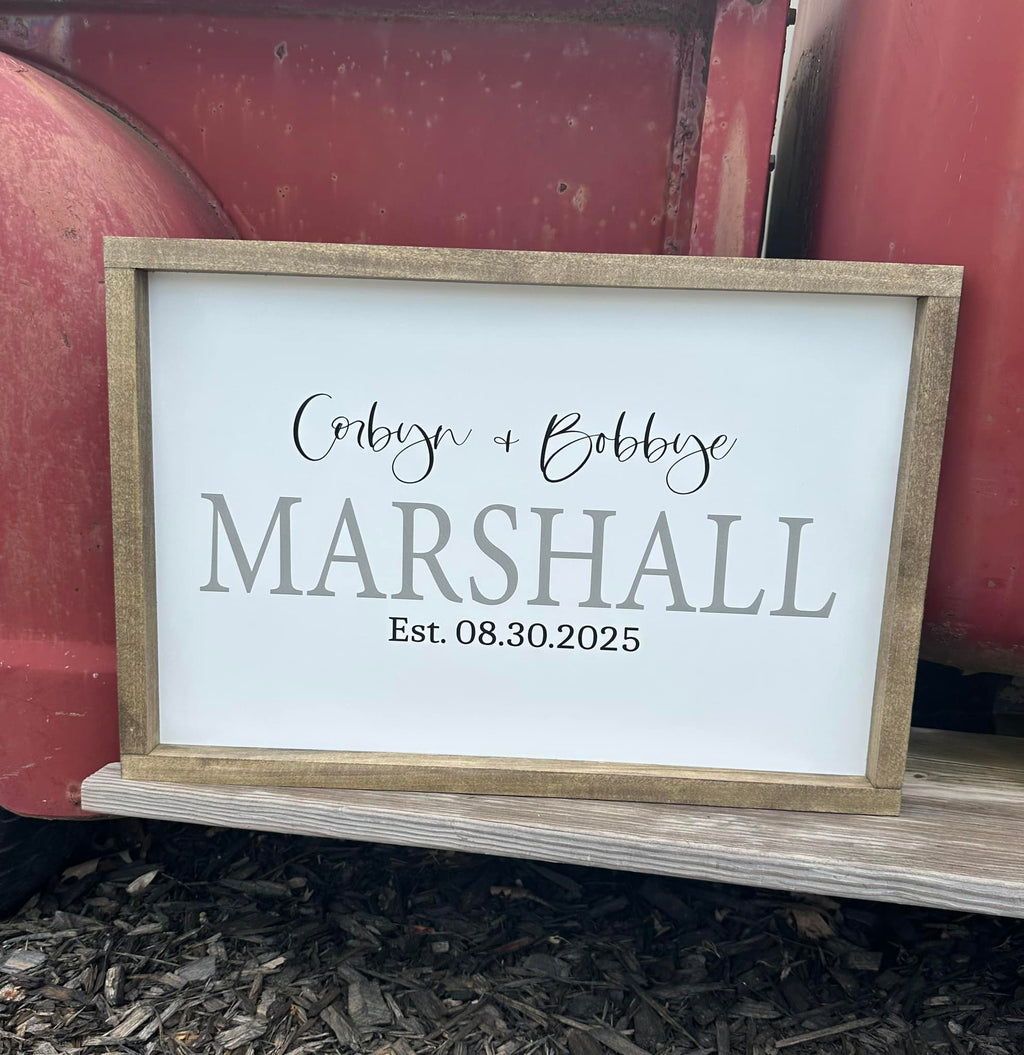 Corbyn + Bobbye
MARSHALL
Est. 08.30.2025